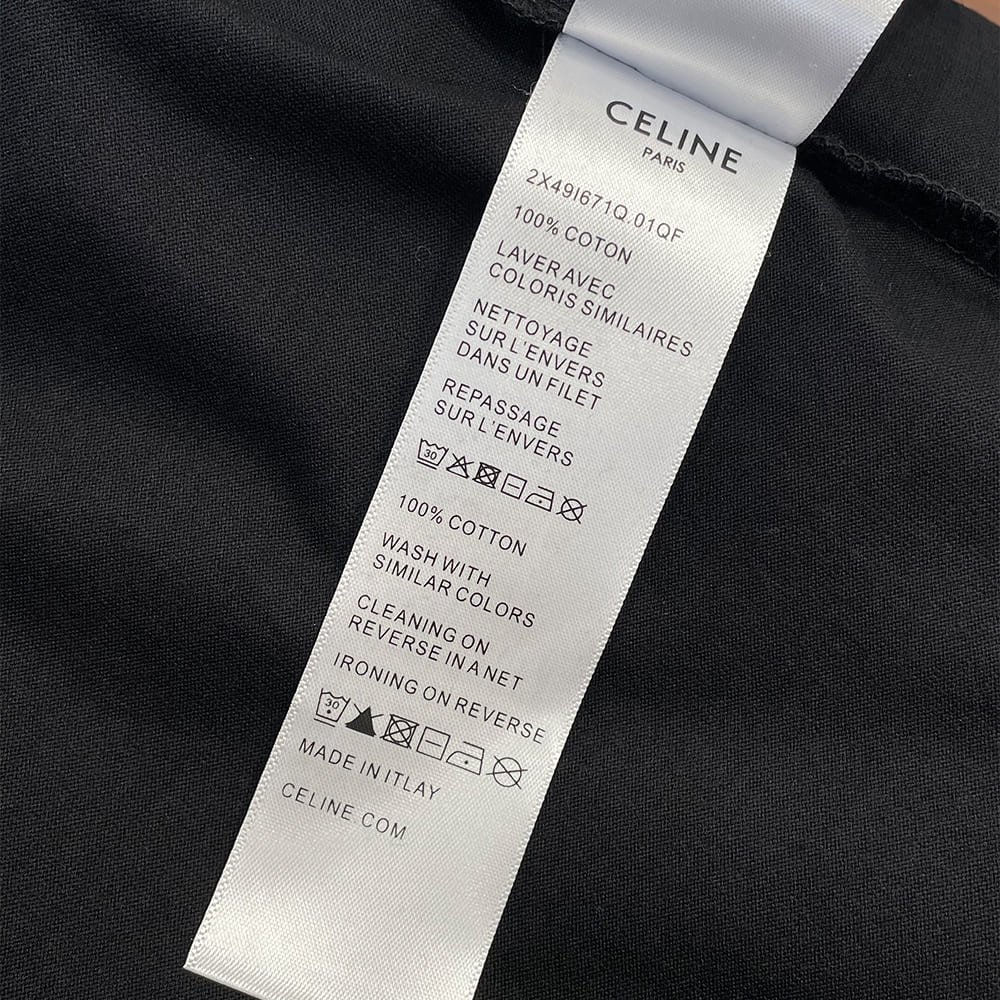 CELINE
PARIS
2X49I671Q.01QF
100% COTON
LAVER AVEC
COLORIS SIMILAIRES
NETTOYAGE
SUR L'ENVERS
DANS UN FILET
REPASSAGE
SUR L'ENVERS
30
100% COTTON
WASH WITH
SIMILAR COLORS
CLEANING ON
REVERSE IN A NET
IRONING ON REVERSE
30
MADE IN ITLAY
CELINE.COM